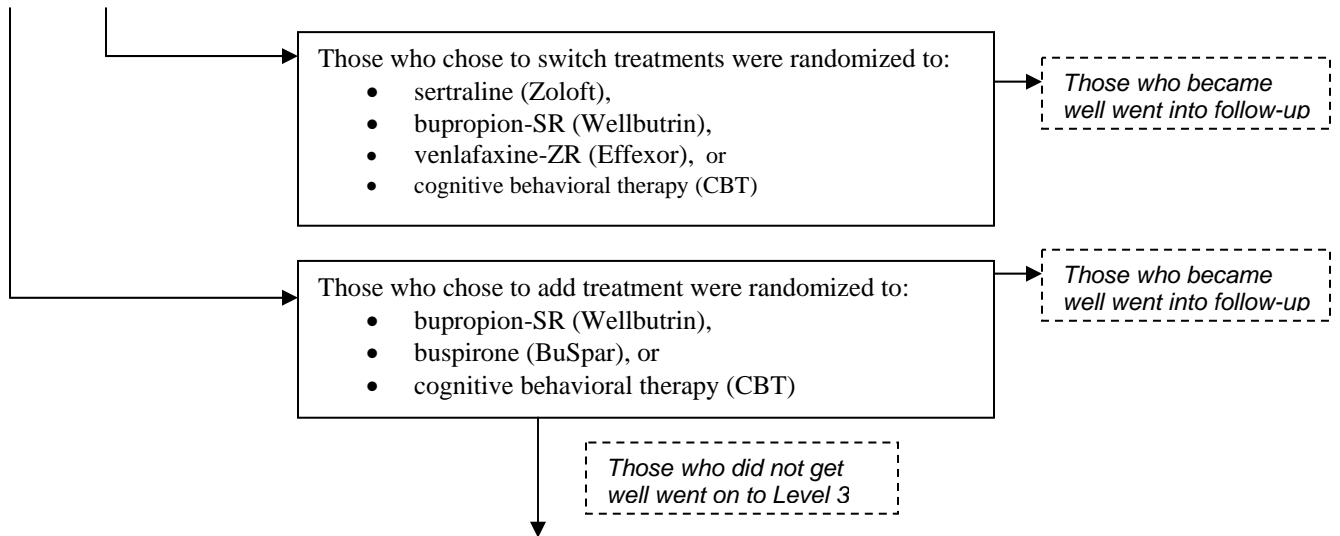 Those who chose to switch treatments were randomized to:
• sertraline (Zoloft),
• bupropion-SR (Wellbutrin),
• venlafaxine-ZR (Effexor), or
• cognitive behavioral therapy (CBT)
Those who became
well went into follow-up
Those who chose to add treatment were randomized to:
• bupropion-SR (Wellbutrin),
• buspirone (BuSpar), or
• cognitive behavioral therapy (CBT)
Those who became
well went into follow-up
Those who did not get
well went on to Level 3